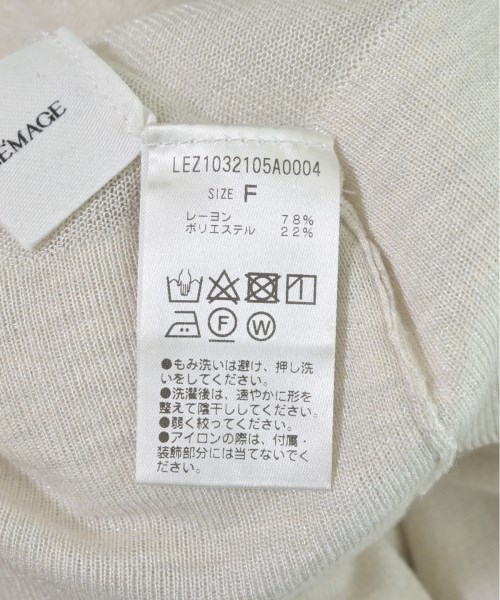 ÉMAGE
LEZ1032105A0004
SIZE F
レーヨン 78%
ポリエステル 22%
F W
●もみ洗いは避け、押し洗
いをしてください。
●洗濯後は、速やかに形を
整えて陰干ししてください。
●弱く絞ってください。
●アイロンの際は、付属・
装飾部分には当てないでく
ださい。